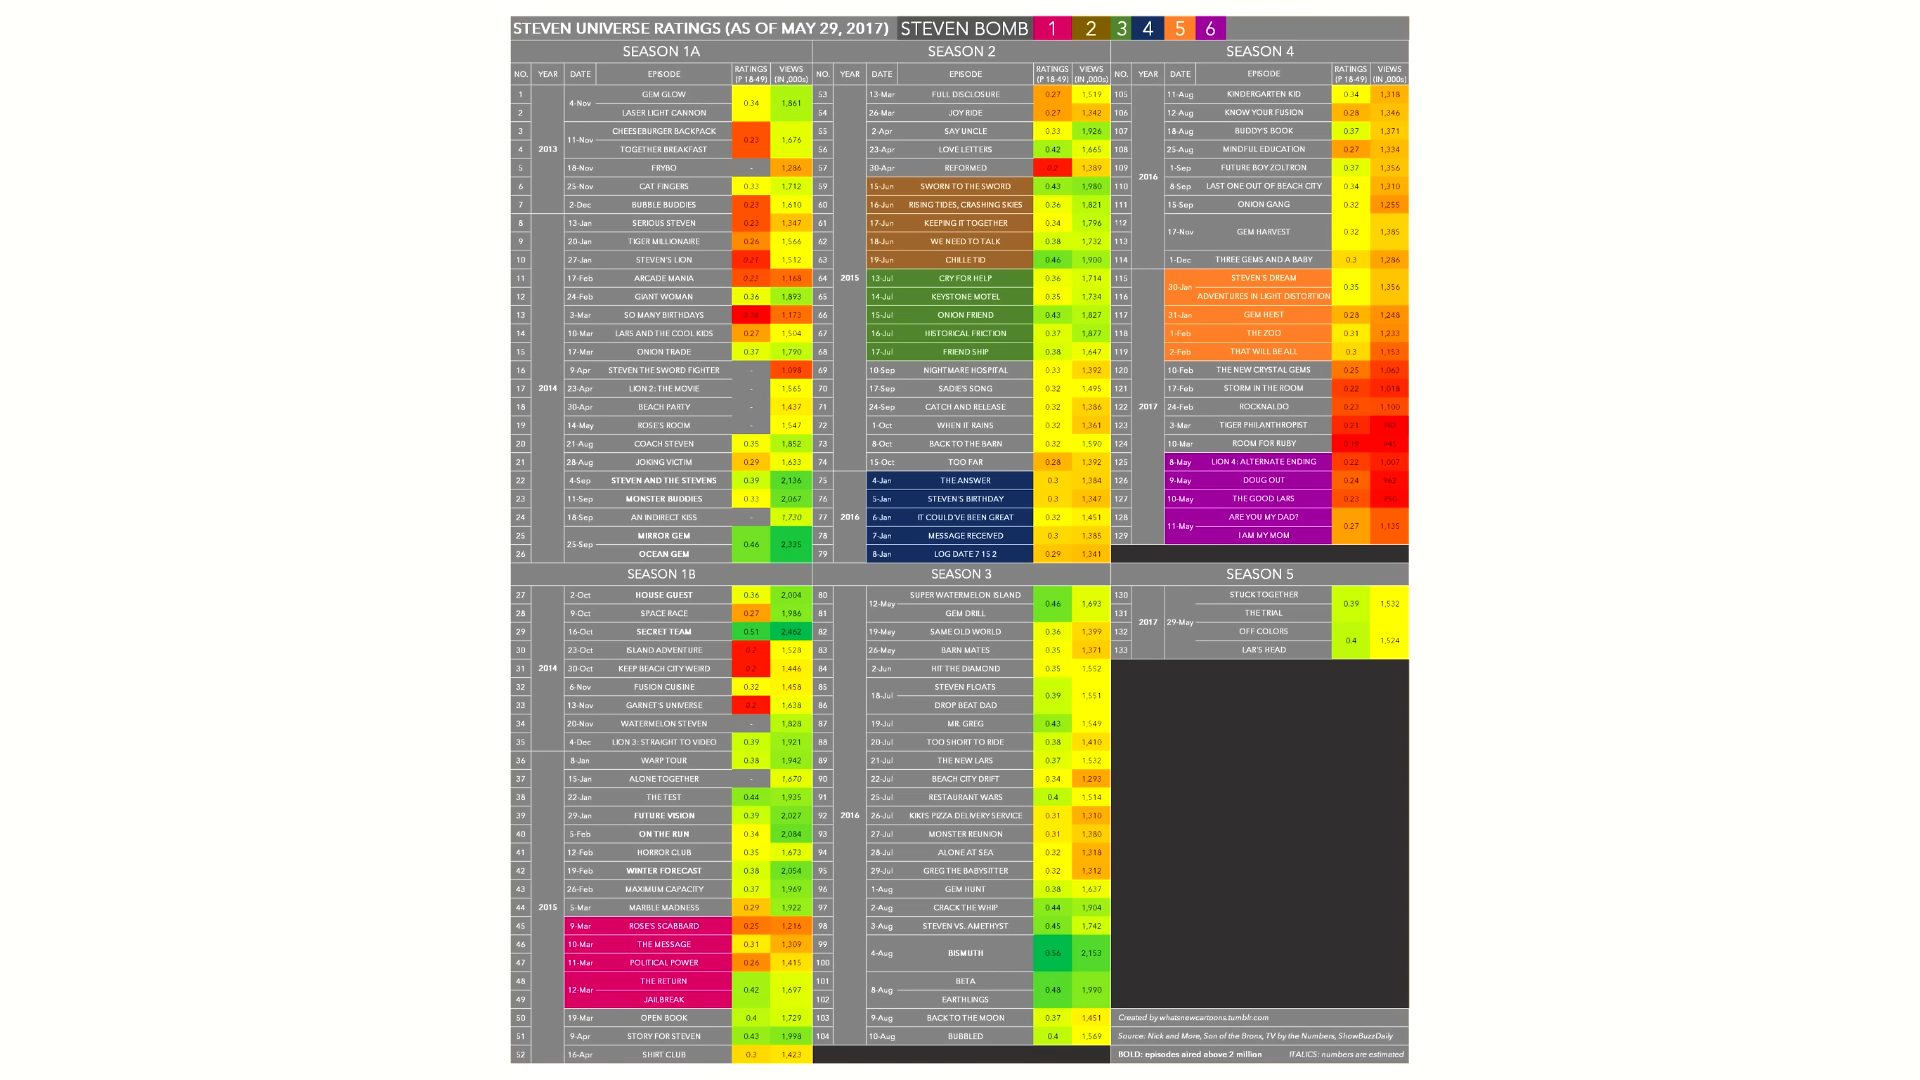 STEVEN UNIVERSE RATINGS (AS OF MAY 29, 2017) STEVEN BOMB 1 2 3 4 5 6
SEASON 1A
NO. YEAR DATE EPISODE RATINGS (P 18-49) VIEWS (IN ,000s)
2013
1 4-Nov GEM GLOW 0.34 1,861
2 LASER LIGHT CANNON
3 11-Nov CHEESEBURGER BACKPACK 0.23 1,676
4 TOGETHER BREAKFAST
5 18-Nov FRYBO - 1,286
6 25-Nov CAT FINGERS 0.33 1,712
7 2-Dec BUBBLE BUDDIES 0.23 1,610
2014
8 13-Jan SERIOUS STEVEN 0.23 1,347
9 20-Jan TIGER MILLIONAIRE 0.26 1,566
10 27-Jan STEVEN'S LION 0.21 1,512
11 17-Feb ARCADE MANIA 0.23 1,168
12 24-Feb GIANT WOMAN 0.36 1,893
13 3-Mar SO MANY BIRTHDAYS 1,173
14 10-Mar LARS AND THE COOL KIDS 0.27 1,504
15 17-Mar ONION TRADE 0.37 1,790
16 9-Apr STEVEN THE SWORD FIGHTER - 1,098
17 23-Apr LION 2: THE MOVIE - 1,565
18 30-Apr BEACH PARTY - 1,437
19 14-May ROSE'S ROOM - 1,547
20 21-Aug COACH STEVEN 0.35 1,852
21 28-Aug JOKING VICTIM 0.29 1,633
22 4-Sep STEVEN AND THE STEVENS 0.39 2,136
23 11-Sep MONSTER BUDDIES 0.33 2,067
24 18-Sep AN INDIRECT KISS - 1,730
25 25-Sep MIRROR GEM 0.46 2,335
26 OCEAN GEM
SEASON 1B
2014
27 2-Oct HOUSE GUEST 0.36 2,004
28 9-Oct SPACE RACE 0.27 1,986
29 16-Oct SECRET TEAM 0.51 2,462
30 23-Oct ISLAND ADVENTURE 0.2 1,528
31 30-Oct KEEP BEACH CITY WEIRD 0.2 1,446
32 6-Nov FUSION CUISINE 0.32 1,458
33 13-Nov GARNET'S UNIVERSE 0.2 1,638
34 20-Nov WATERMELON STEVEN - 1,828
35 4-Dec LION 3: STRAIGHT TO VIDEO 0.39 1,921
2015
36 8-Jan WARP TOUR 0.38 1,942
37 15-Jan ALONE TOGETHER - 1,670
38 22-Jan THE TEST 0.44 1,935
39 29-Jan FUTURE VISION 0.39 2,027
40 5-Feb ON THE RUN 0.34 2,084
41 12-Feb HORROR CLUB 0.35 1,673
42 19-Feb WINTER FORECAST 0.38 2,054
43 26-Feb MAXIMUM CAPACITY 0.37 1,969
44 5-Mar MARBLE MADNESS 0.29 1,922
45 9-Mar ROSE'S SCABBARD 0.25 1,216
46 10-Mar THE MESSAGE 0.31 1,309
47 11-Mar POLITICAL POWER 0.26 1,415
48 12-Mar THE RETURN 0.42 1,697
49 JAILBREAK
50 19-Mar OPEN BOOK 0.4 1,729
51 9-Apr STORY FOR STEVEN 0.43 1,998
52 16-Apr SHIRT CLUB 0.3 1,423
SEASON 2
NO. YEAR DATE EPISODE RATINGS (P 18-49) VIEWS (IN ,000s)
2015
53 13-Mar FULL DISCLOSURE 0.27 1,519
54 26-Mar JOY RIDE 0.27 1,342
55 2-Apr SAY UNCLE 0.33 1,926
56 23-Apr LOVE LETTERS 0.42 1,665
57 30-Apr REFORMED 0.2 1,389
59 15-Jun SWORN TO THE SWORD 0.43 1,980
60 16-Jun RISING TIDES, CRASHING SKIES 0.36 1,821
61 17-Jun KEEPING IT TOGETHER 0.34 1,796
62 18-Jun WE NEED TO TALK 0.38 1,732
63 19-Jun CHILLE TID 0.46 1,900
64 13-Jul CRY FOR HELP 0.36 1,714
65 14-Jul KEYSTONE MOTEL 0.35 1,734
66 15-Jul ONION FRIEND 0.43 1,827
67 16-Jul HISTORICAL FRICTION 0.37 1,877
68 17-Jul FRIEND SHIP 0.38 1,647
69 10-Sep NIGHTMARE HOSPITAL 0.33 1,392
70 17-Sep SADIE'S SONG 0.32 1,495
71 24-Sep CATCH AND RELEASE 0.32 1,386
72 1-Oct WHEN IT RAINS 0.32 1,361
73 8-Oct BACK TO THE BARN 0.32 1,590
74 15-Oct TOO FAR 0.28 1,392
2016
75 4-Jan THE ANSWER 0.3 1,384
76 5-Jan STEVEN'S BIRTHDAY 0.3 1,347
77 6-Jan IT COULD'VE BEEN GREAT 0.32 1,451
78 7-Jan MESSAGE RECEIVED 0.3 1,385
79 8-Jan LOG DATE 7 15 2 0.29 1,341
SEASON 3
2016
80 12-May SUPER WATERMELON ISLAND 0.46 1,693
81 GEM DRILL
82 19-May SAME OLD WORLD 0.36 1,399
83 26-May BARN MATES 0.35 1,371
84 2-Jun HIT THE DIAMOND 0.35 1,552
85 18-Jul STEVEN FLOATS 0.39 1,551
86 DROP BEAT DAD
87 19-Jul MR. GREG 0.43 1,549
88 20-Jul TOO SHORT TO RIDE 0.38 1,410
89 21-Jul THE NEW LARS 0.37 1,532
90 22-Jul BEACH CITY DRIFT 0.34 1,293
91 25-Jul RESTAURANT WARS 0.4 1,514
92 26-Jul KIKI'S PIZZA DELIVERY SERVICE 0.31 1,310
93 27-Jul MONSTER REUNION 0.31 1,380
94 28-Jul ALONE AT SEA 0.32 1,318
95 29-Jul GREG THE BABYSITTER 0.32 1,312
96 1-Aug GEM HUNT 0.38 1,637
97 2-Aug CRACK THE WHIP 0.44 1,904
98 3-Aug STEVEN VS. AMETHYST 0.45 1,742
99 4-Aug BISMUTH 0.56 2,153
100
101 8-Aug BETA 0.48 1,990
102 EARTHLINGS
103 9-Aug BACK TO THE MOON 0.37 1,451
104 10-Aug BUBBLED 0.4 1,569
SEASON 4
NO. YEAR DATE EPISODE RATINGS (P 18-49) VIEWS (IN ,000s)
2016
105 11-Aug KINDERGARTEN KID 0.34 1,318
106 12-Aug KNOW YOUR FUSION 0.28 1,346
107 18-Aug BUDDY'S BOOK 0.37 1,371
108 25-Aug MINDFUL EDUCATION 0.27 1,334
109 1-Sep FUTURE BOY ZOLTRON 0.37 1,356
110 8-Sep LAST ONE OUT OF BEACH CITY 0.34 1,310
111 15-Sep ONION GANG 0.32 1,255
112 17-Nov GEM HARVEST 0.32 1,385
113
114 1-Dec THREE GEMS AND A BABY 0.3 1,286
2017
115 30-Jan STEVEN'S DREAM 0.35 1,356
116 ADVENTURES IN LIGHT DISTORTION
117 31-Jan GEM HEIST 0.28 1,248
118 1-Feb THE ZOO 0.31 1,233
119 2-Feb THAT WILL BE ALL 0.3 1,153
120 10-Feb THE NEW CRYSTAL GEMS 0.25 1,063
121 17-Feb STORM IN THE ROOM 0.22 1,018
122 24-Feb ROCKNALDO 0.23 1,100
123 3-Mar TIGER PHILANTHROPIST 0.21
124 10-Mar ROOM FOR RUBY 0.19
125 8-May LION 4: ALTERNATE ENDING 0.22 1,007
126 9-May DOUG OUT 0.24 962
127 10-May THE GOOD LARS 0.23
128 11-May ARE YOU MY DAD? 0.27 1,135
129 I AM MY MOM
SEASON 5
2017
130 29-May STUCK TOGETHER 0.39 1,532
131 THE TRIAL
132 OFF COLORS 0.4 1,524
133 LAR'S HEAD
Created by whatsnewcartoons.tumblr.com
Source: Nick and More, Son of the Bronx, TV by the Numbers, ShowBuzzDaily
BOLD: episodes aired above 2 million ITALICS: numbers are estimated